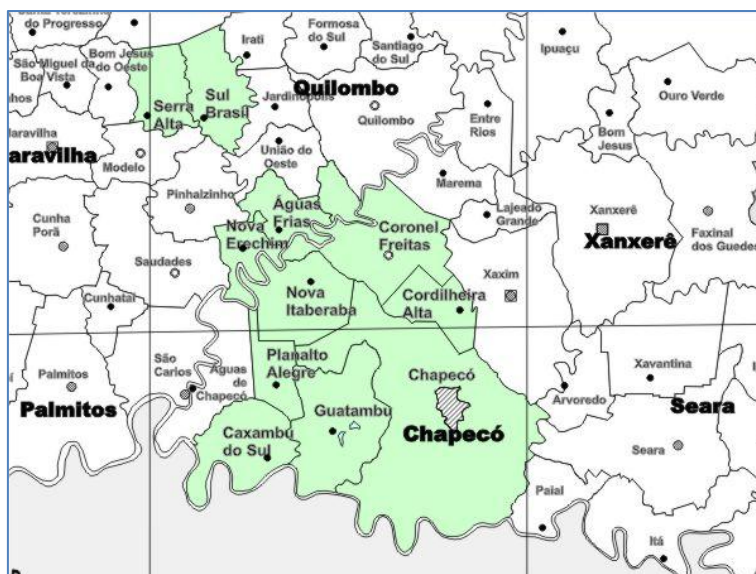 do Progresso
Formosa
do Sul
Irati
Santiago
do Sul
Ipuaçu
São Miguel da
Boa Vista
Bom Jesus
do Oeste
Serra
Alta
Sul
Brasil
Jardinópolis
Quilombo
Quilombo
Entre
Rios
Ouro Verde
Bom
Jesus
Modelo
União do
Oeste
Marema
Pinhalzinho
Águas
Frias
Nova
Erechim
Coronel
Freitas
Lajeado
Grande
Xanxerê
Xanxerê
Faxinal
dos Guedes
Cunha
Porã
Saudades
Xaxim
Nova
Itaberaba
Cordilheira
Alta
Cunhataí
Palmitos
Palmitos
São
Carlos
Águas
de
Chapecó
Planalto
Alegre
Chapecó
Chapecó
Guatambú
Caxambú
do Sul
Arvoredo
Xavantina
Seara
Seara
Paial
Itá